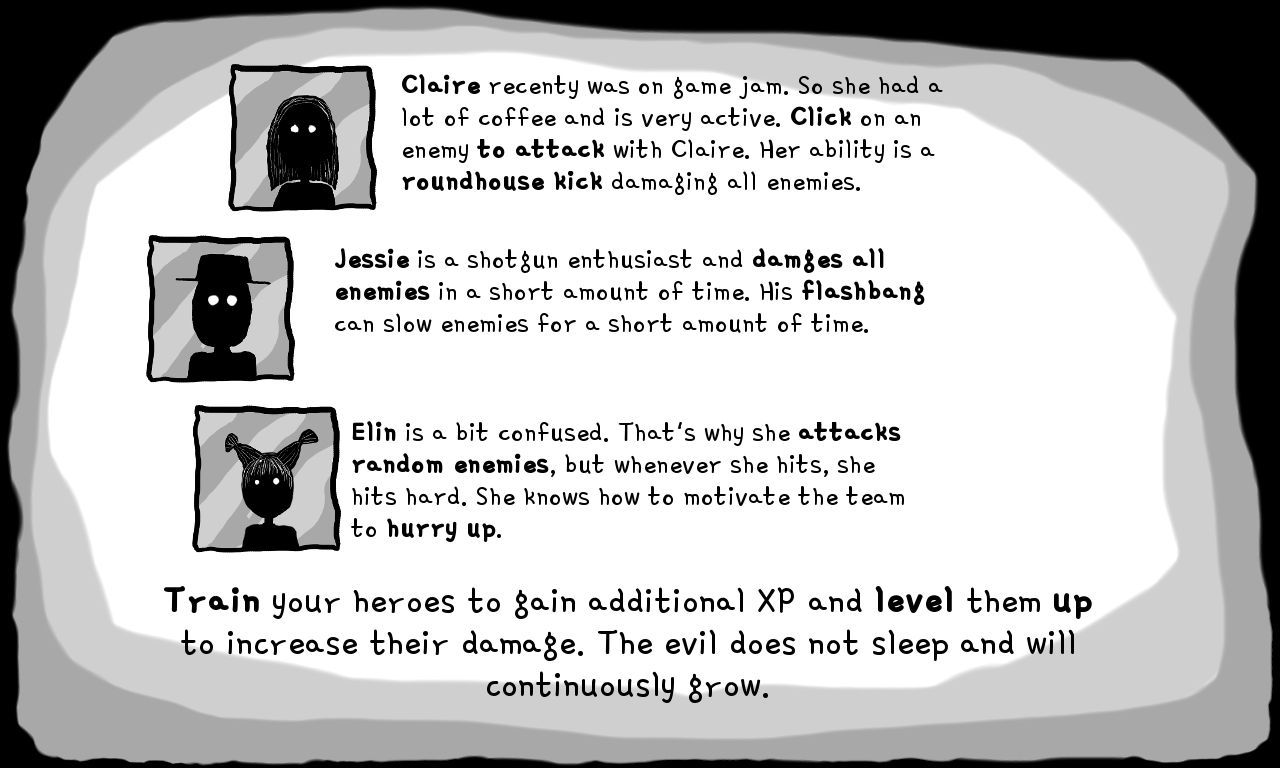 Claire recenty was on game jam. So she had a
lot of coffee and is very active. Click on an
enemy to attack with Claire. Her ability is a
roundhouse kick damaging all enemies.
Jessie is a shotgun enthusiast and damges all
enemies in a short amount of time. His flashbang
can slow enemies for a short amount of time.
Elin is a bit confused. That's why she attacks
random enemies, but whenever she hits, she
hits hard. She knows how to motivate the team
to hurry up.
Train your heroes to gain additional XP and level them up
to increase their damage. The evil does not sleep and will
continuously grow.